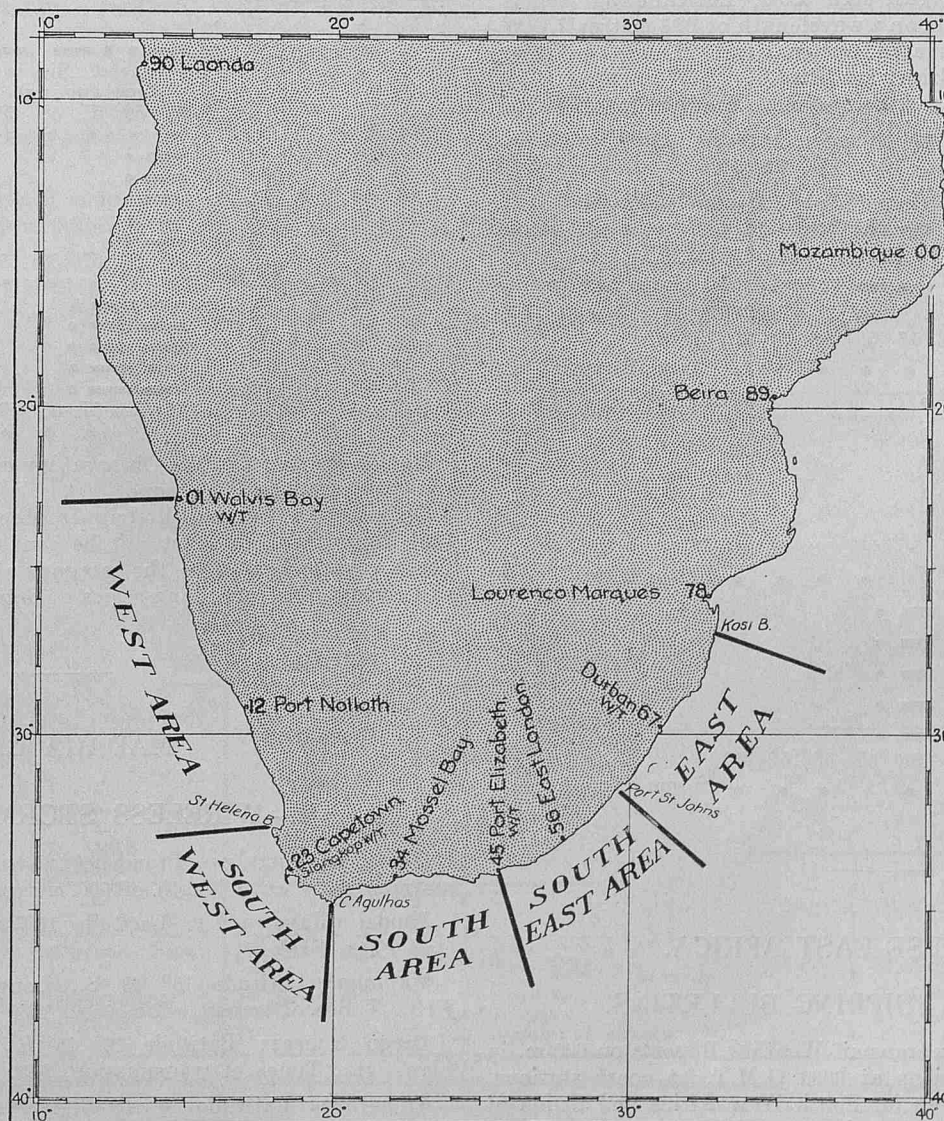 10° 20° 30° 40°
90 Laonda
10°
Mozambique 00
Beira 89
20°
01 Walvis Bay
W/T
Lourenco Marques 78
Kosi B.
WEST AREA
12 Port Nolloth
Durban 67
W/T
30°
EAST
AREA
Port St Johns
St Helena B.
23 Capetown
Slangkop W/T
34 Mossel Bay
45 Port Elizabeth
W/T
56 East London
C Agulhas
SOUTH
WEST AREA
SOUTH
AREA
SOUTH
EAST AREA
40° 40
10° 20° 30°